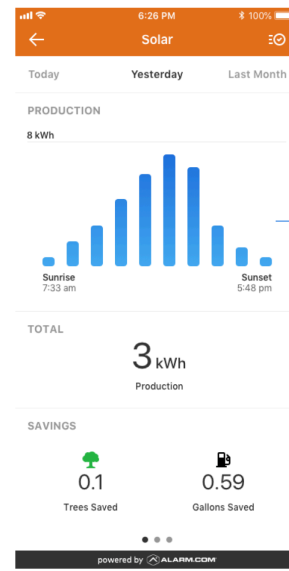 6:26 PM
100%
Solar
Today Yesterday Last Month
PRODUCTION
8 kWh
Sunrise Sunset
7:33 am 5:48 pm
TOTAL
3 kWh
Production
SAVINGS
0.1 0.59
Trees Saved Gallons Saved
powered by ALARM.COM